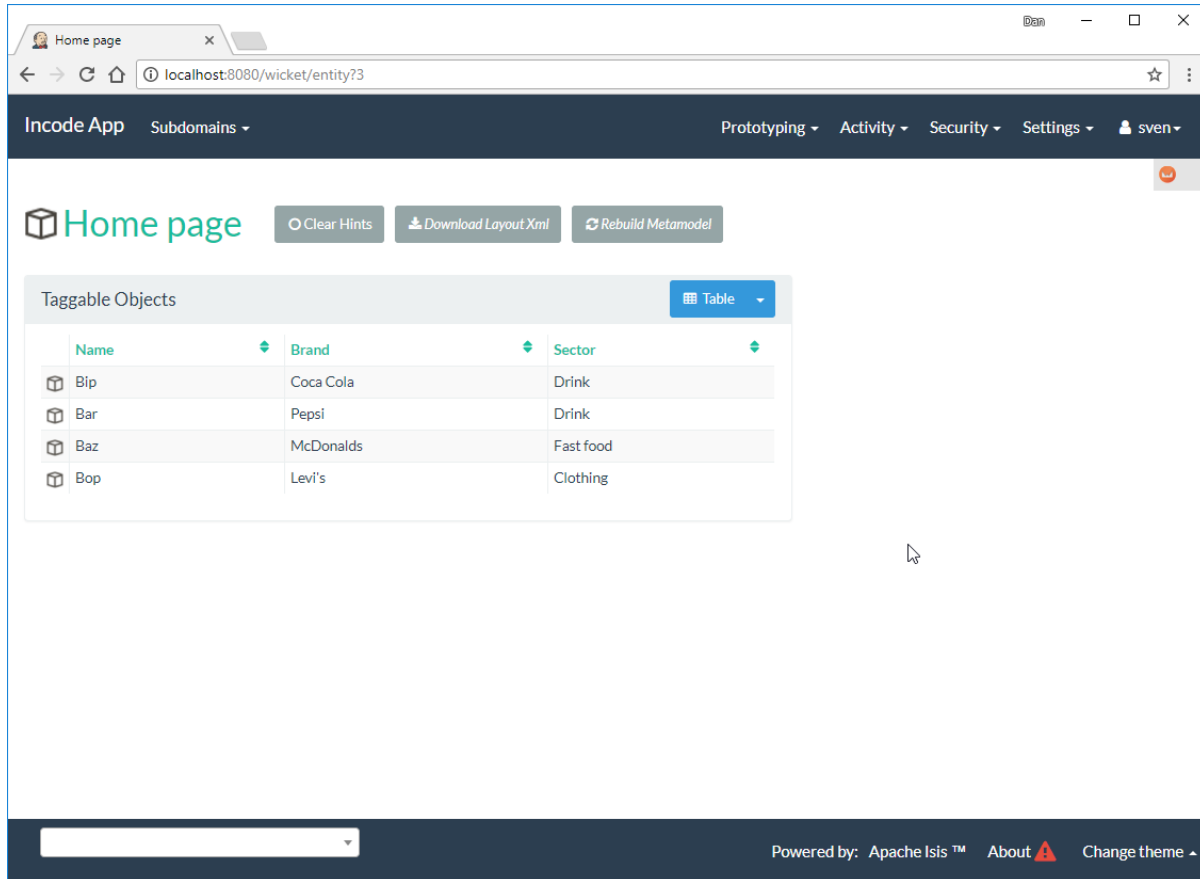 Dan
Home page
localhost:8080/wicket/entity?3
Incode App Subdomains Prototyping Activity Security Settings sven
Home page Clear Hints Download Layout Xml Rebuild Metamodel
Taggable Objects Table
Name Brand Sector
Bip Coca Cola Drink
Bar Pepsi Drink
Baz McDonalds Fast food
Bop Levi's Clothing
Powered by: Apache Isis ™ About Change theme